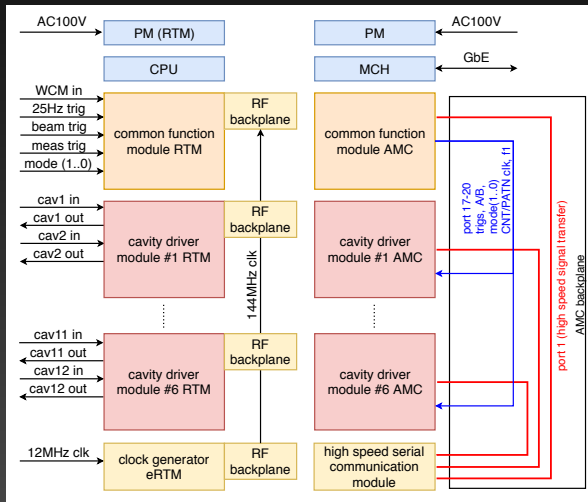 AC100V
PM (RTM)
PM
AC100V
CPU
MCH
GbE
WCM in
25Hz trig
beam trig
meas trig
mode (1..0)
common function
module RTM
RF
backplane
common function
module AMC
port 17-20
trigs, A/B,
mode(1..0)
CNT/PATN clk, f1
cav1 in
cav1 out
cav2 in
cav2 out
cavity driver
module #1 RTM
RF
backplane
cavity driver
module #1 AMC
144MHz clk
port 1 (high speed signal transfer)
AMC backplane
cav11 in
cav11 out
cav12 in
cav12 out
cavity driver
module #6 RTM
RF
backplane
cavity driver
module #6 AMC
12MHz clk
clock generator
eRTM
RF
backplane
high speed serial
communication
module